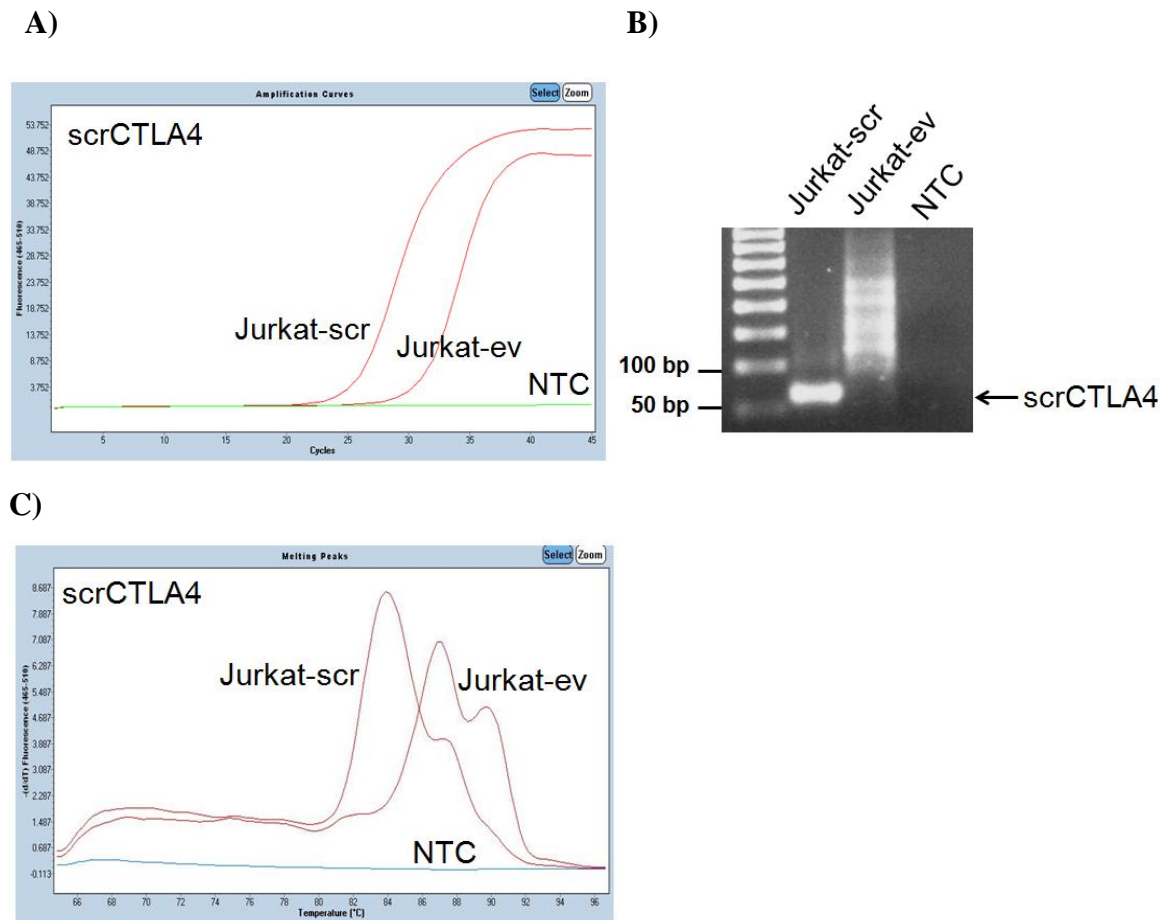 A)
Amplification Curves
Select Zoom
scrCTLA4
53.752
48.752
43.752
38.752
33.752
28.752
23.752
18.752
13.752
8.752
3.752
Fluorescence (465-510)
Jurkat-scr
Jurkat-ev
NTC
5 10 15 20 25 30 35 40 45
Cycles
B)
Jurkat-scr
Jurkat-ev
NTC
100 bp
50 bp
scrCTLA4
C)
Melting Peaks
Select Zoom
scrCTLA4
8.687
7.887
7.087
6.287
5.487
4.687
3.887
3.087
2.287
1.487
0.687
-0.113
-(d/dT) Fluorescence (465-510)
Jurkat-scr
Jurkat-ev
NTC
66 68 70 72 74 76 78 80 82 84 86 88 90 92 94 96
Temperature (°C)